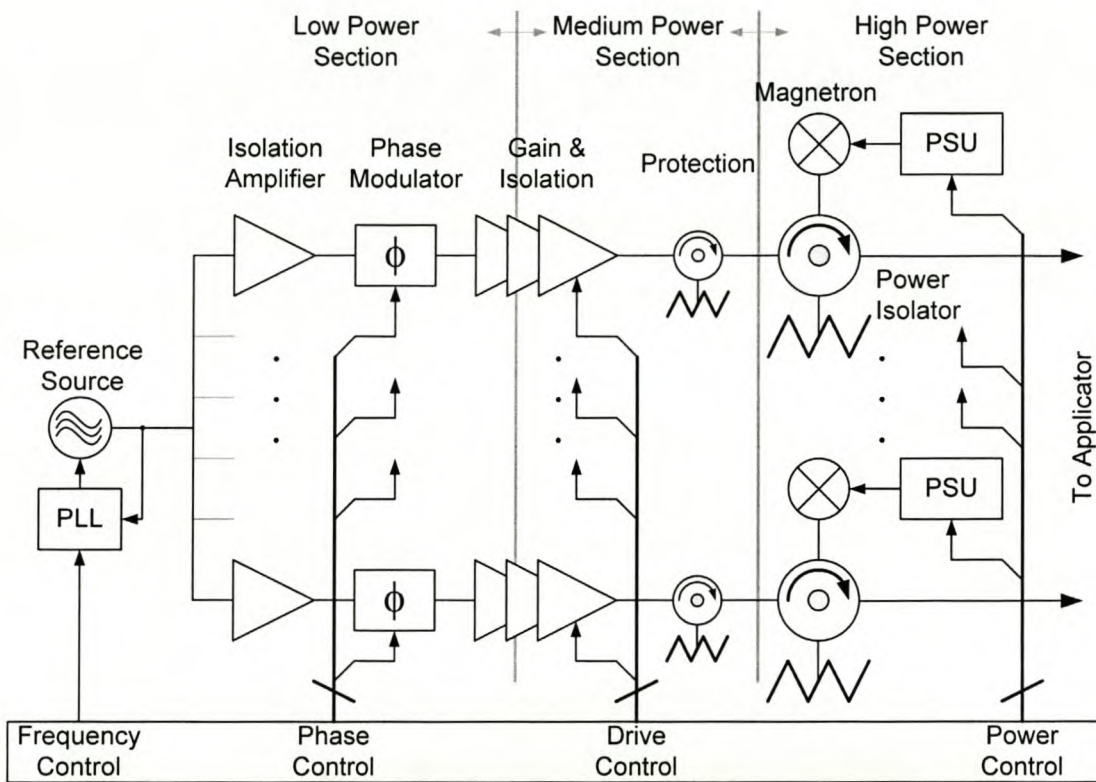 Low Power
Section
Medium Power
Section
High Power
Section
Magnetron
Isolation
Amplifier
Phase
Modulator
Gain &
Isolation
Protection
PSU
ϕ
Power
Isolator
Reference
Source
PLL
PSU
ϕ
To Applicator
Frequency
Control
Phase
Control
Drive
Control
Power
Control